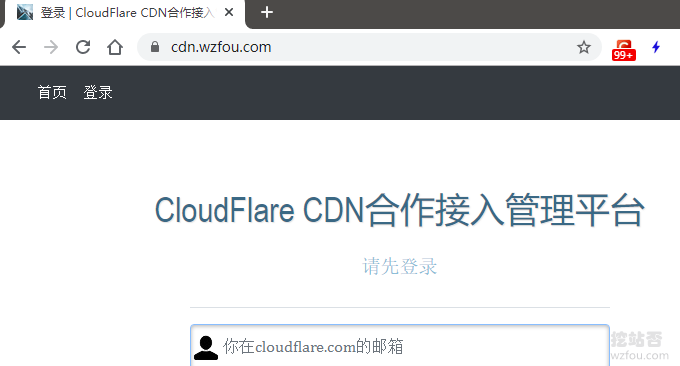 登录 | CloudFlare CDN合作接入
cdn.wzfou.com
99+
首页 登录
CloudFlare CDN合作接入管理平台
请先登录
你在cloudflare.com的邮箱
挖站否
wzfou.com